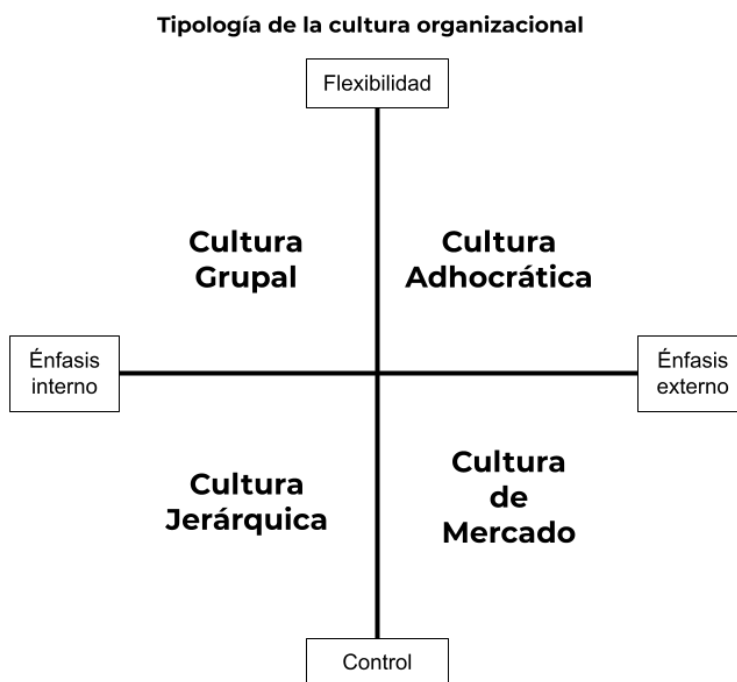 Tipología de la cultura organizacional
Flexibilidad
Cultura
Grupal
Cultura
Adhocrática
Énfasis
interno
Énfasis
externo
Cultura
Jerárquica
Cultura
de
Mercado
Control